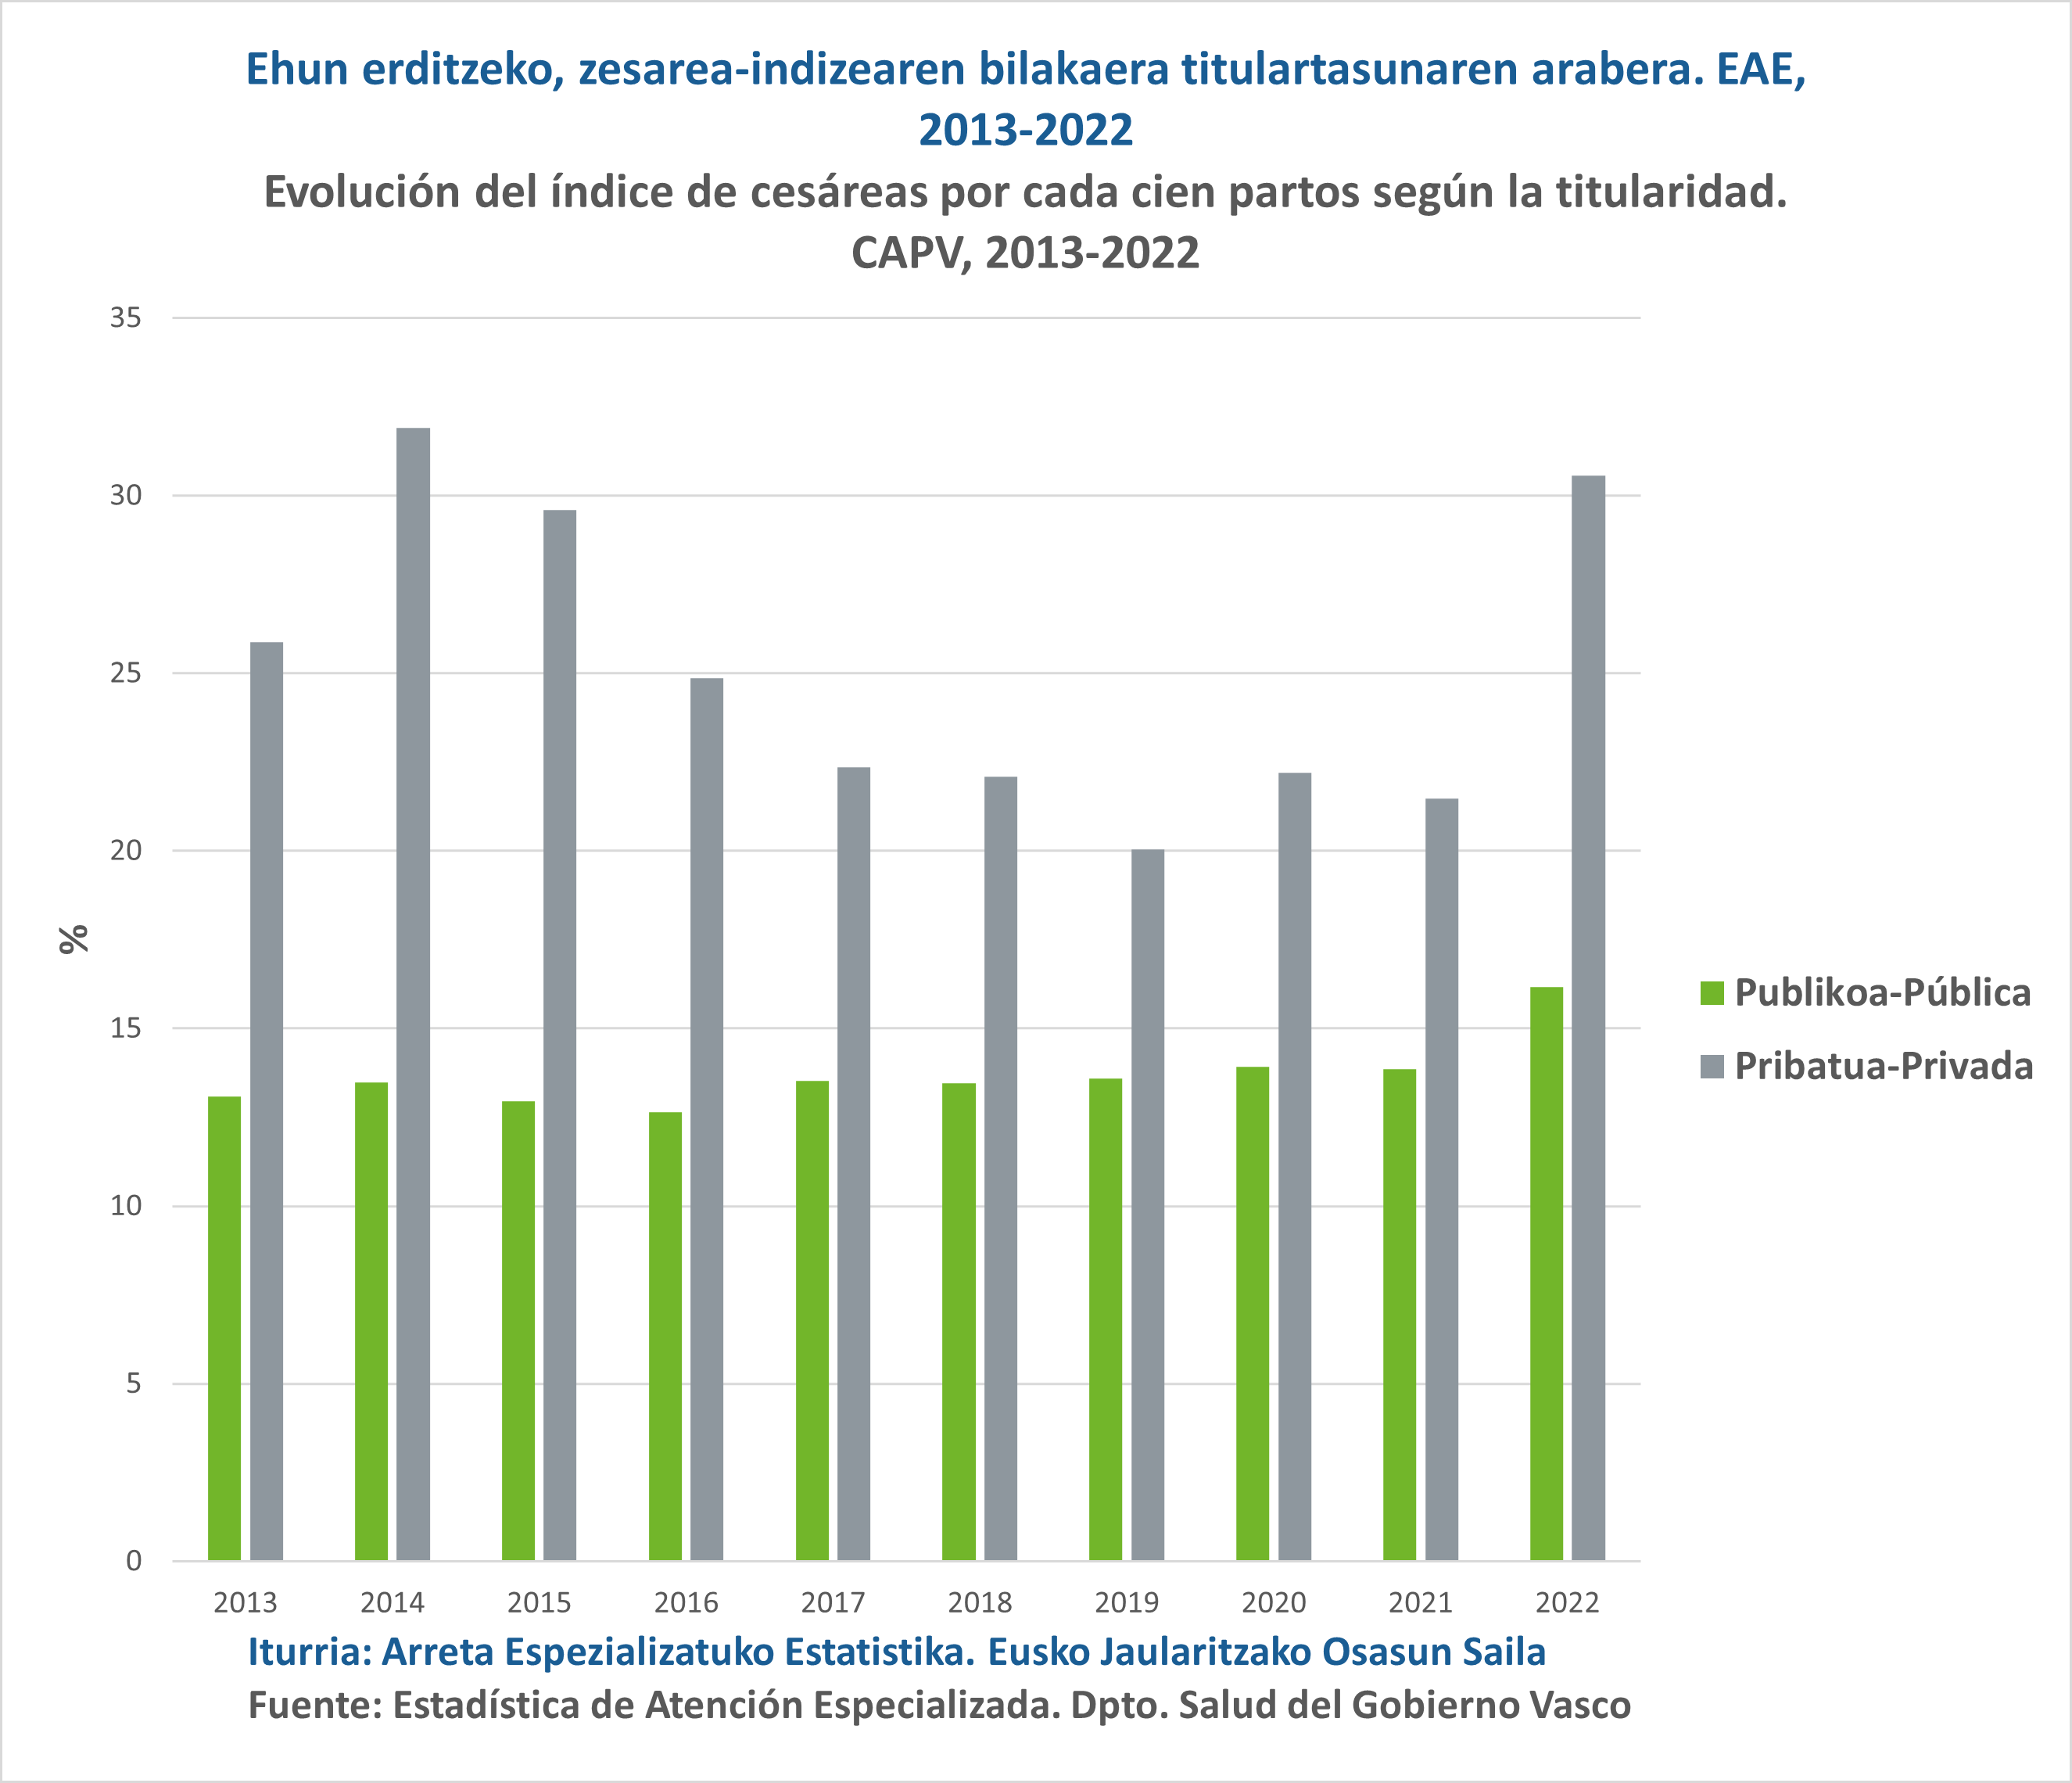 Ehun erditzeko, zesarea-indizearen bilakaera titulartasunaren arabera. EAE,
2013-2022
Evolución del índice de cesáreas por cada cien partos según la titularidad.
CAPV, 2013-2022
35
30
25
20
15
10
5
0
%
Publikoa-Pública
Pribatua-Privada
2013 2014 2015 2016 2017 2018 2019 2020 2021 2022
Iturria: Arreta Espezializatuko Estatistika. Eusko Jaularitzako Ossun Saila
Fuente: Estadística de Atención Especializada. Dpto. Salud del Gobierno Vasco